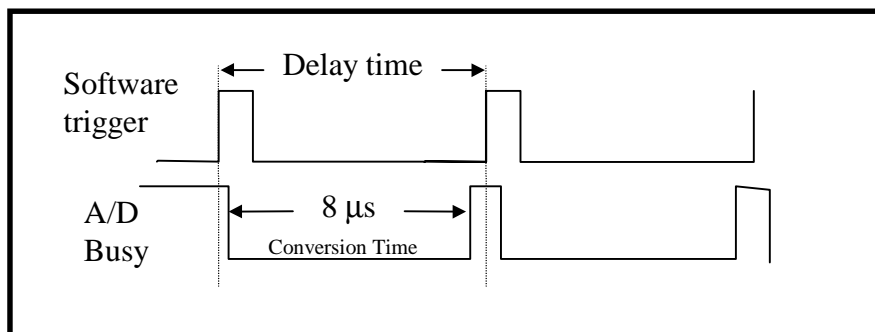 Delay time
Software
trigger
8 μs
A/D
Busy
Conversion Time